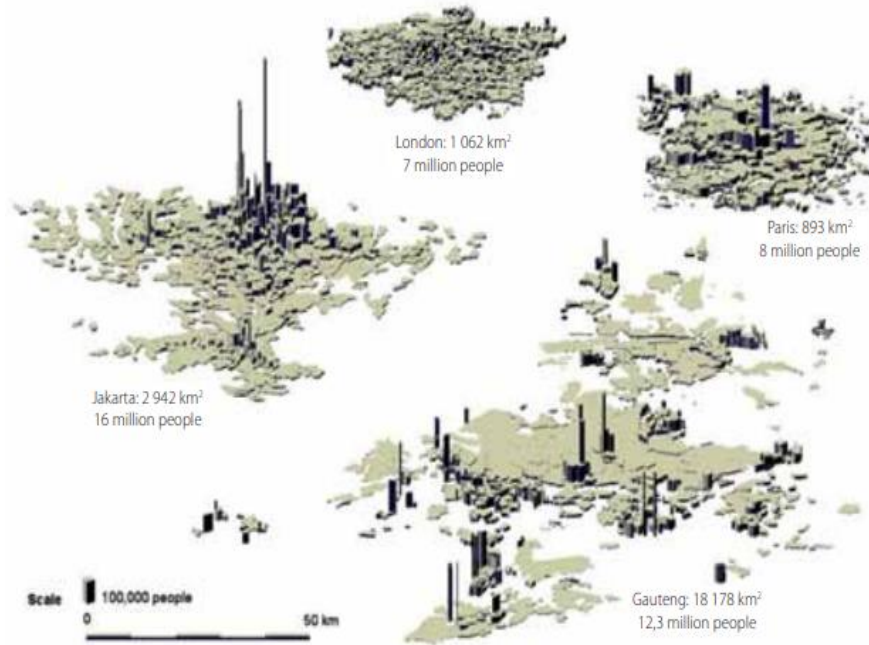 London: 1 062 km²
7 million people
Paris: 893 km²
8 million people
Jakarta: 2 942 km²
16 million people
Gauteng: 18 178 km²
12,3 million people
Scale
100,000 people
0
50 km